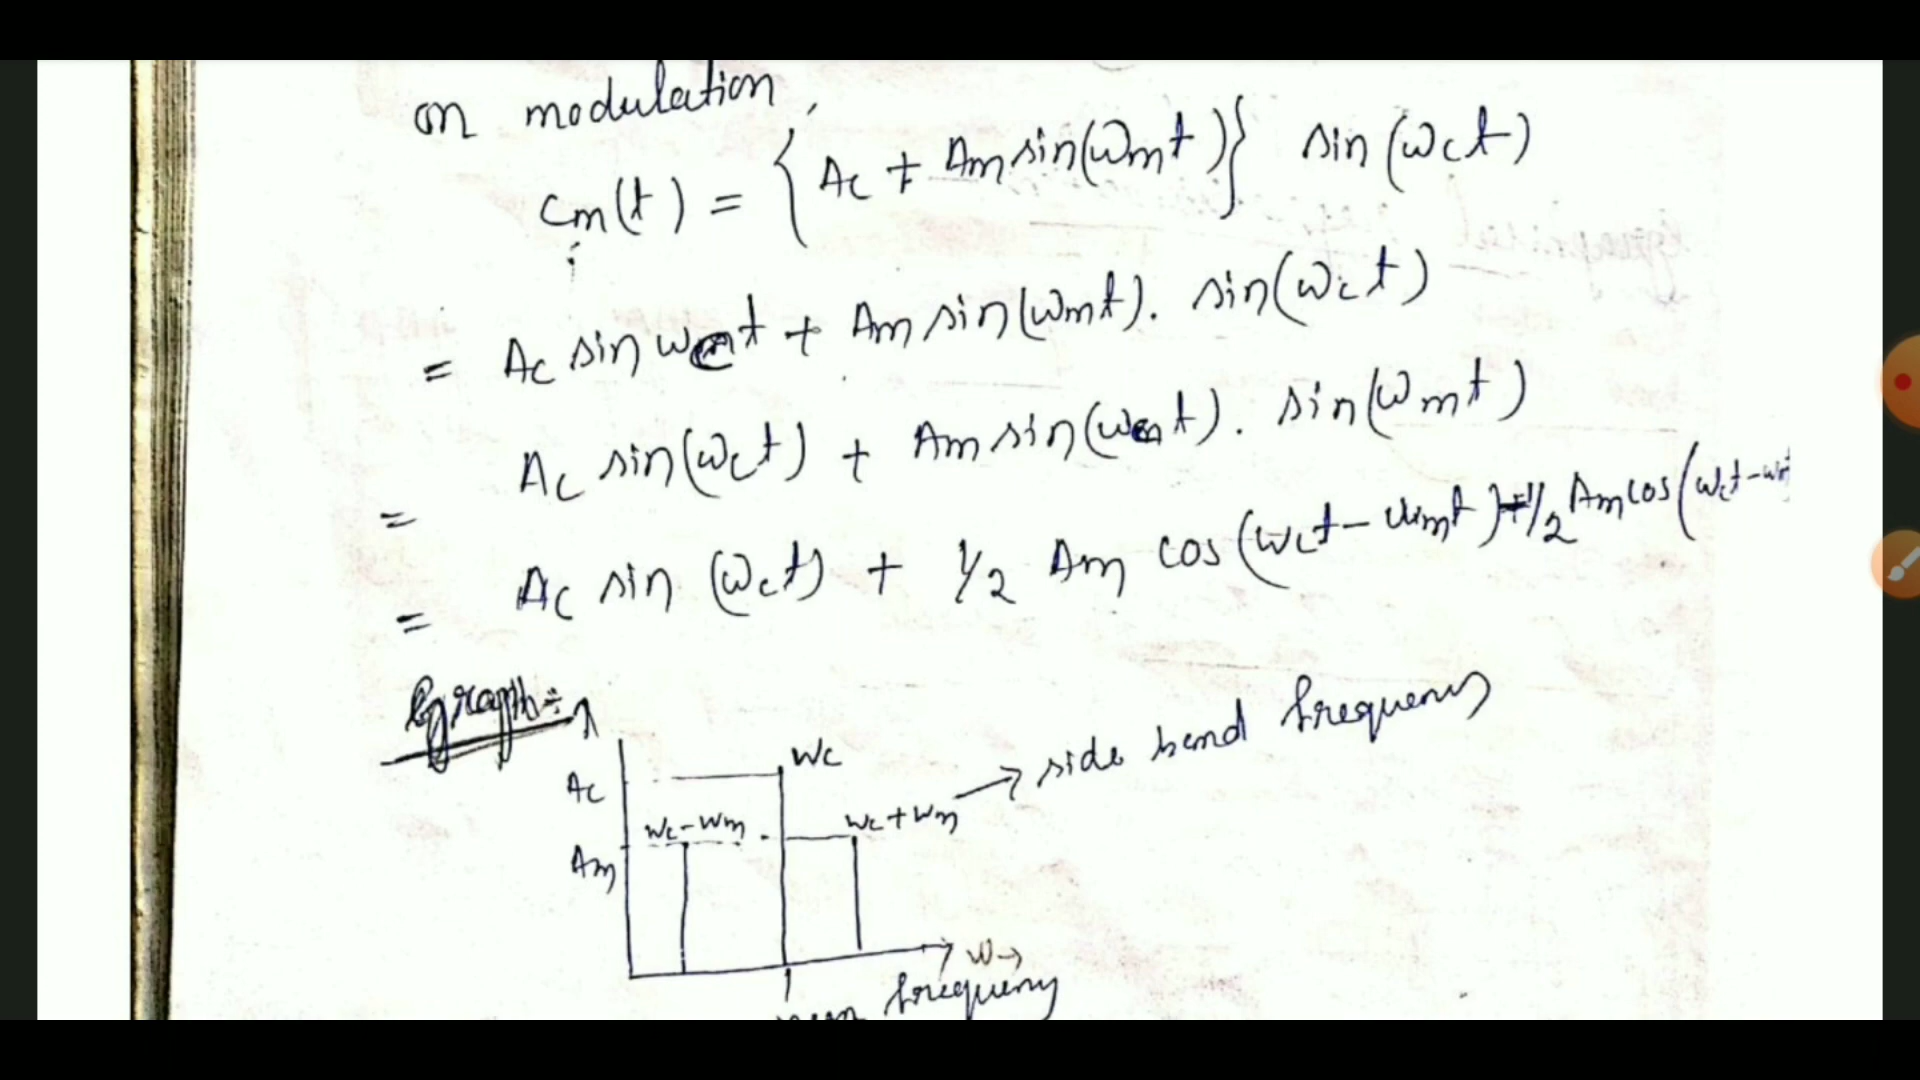 on modulation,
cm(t) = {Ac + Am sin(ωmt)} sin(ωct)
= Ac sin ωct + Am sin(ωmt). sin(ωct)
= Ac sin(ωct) + Am sin(ωct). sin(ωmt)
= Ac sin (ωct) + 1/2 Am cos(ωct - ωmt) + 1/2 Am cos(ωct - ωm
Graph:-
Ac
ωc
ωc - ωm
ωc + ωm → side band frequency
Am
ω→
frequency